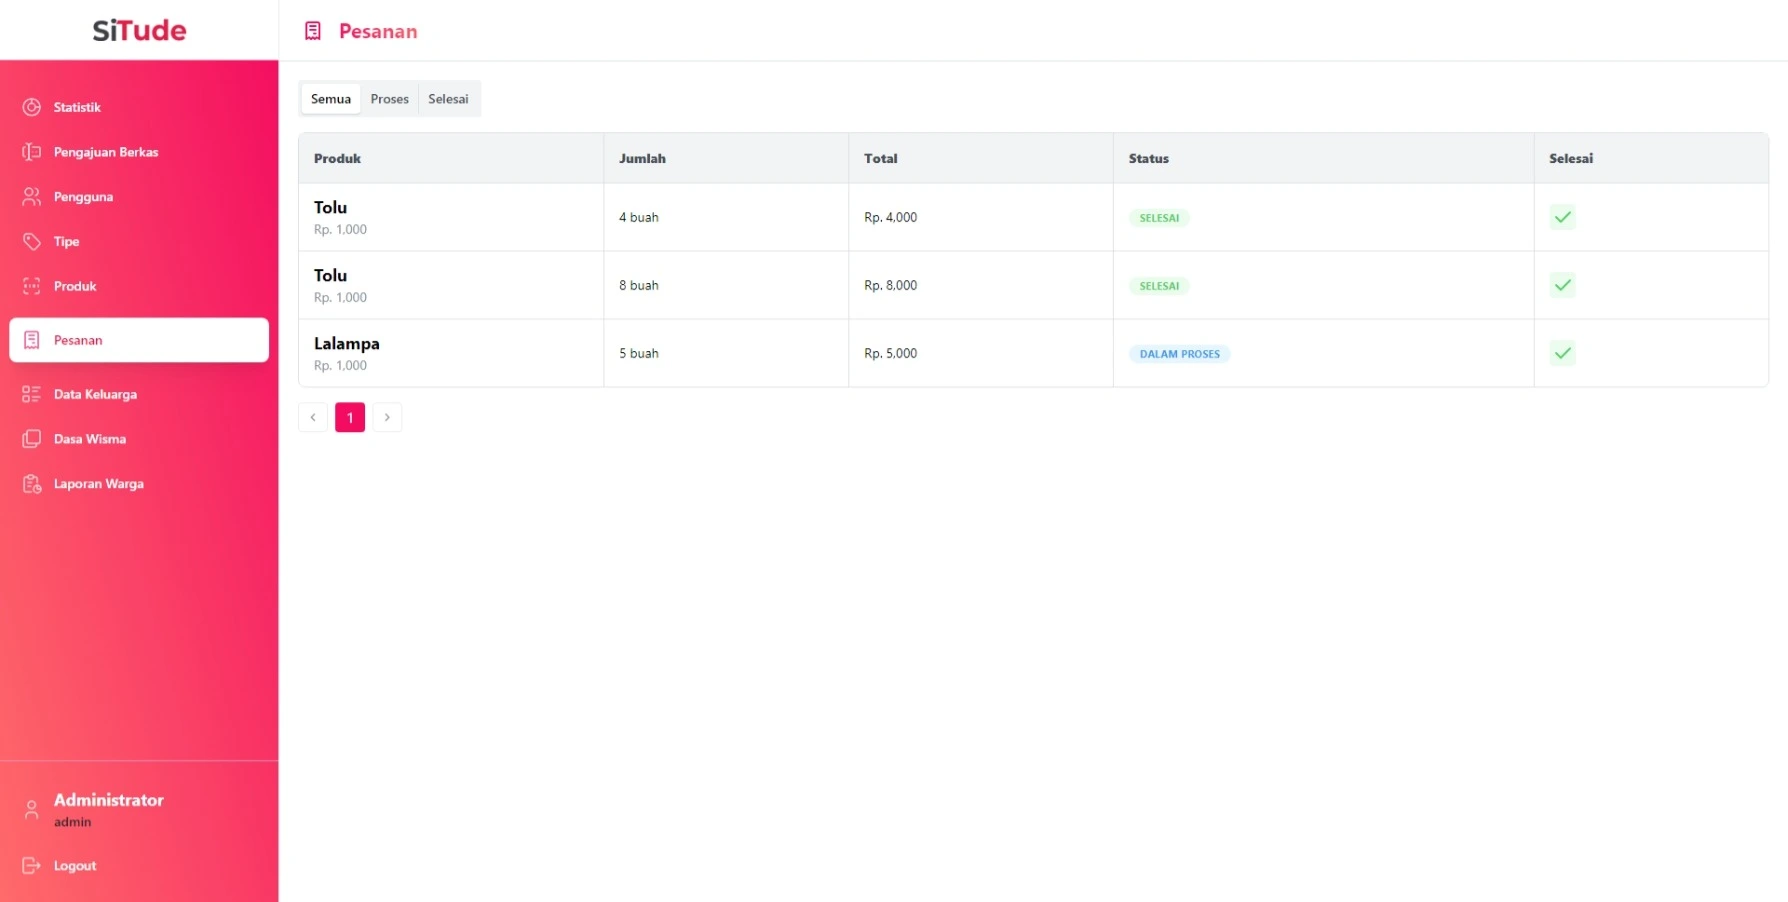 SiTude
Pesanan
Statistik
Pengajuan Berkas
Pengguna
Tipe
Produk
Pesanan
Data Keluarga
Dasa Wisma
Laporan Warga
Administrator
admin
Logout
Semua Proses Selesai
Produk Jumlah Total Status Selesai
Tolu
Rp. 1,000
4 buah Rp. 4,000 SELESAI
Tolu
Rp. 1,000
8 buah Rp. 8,000 SELESAI
Lalampa
Rp. 1,000
5 buah Rp. 5,000 DALAM PROSES
1